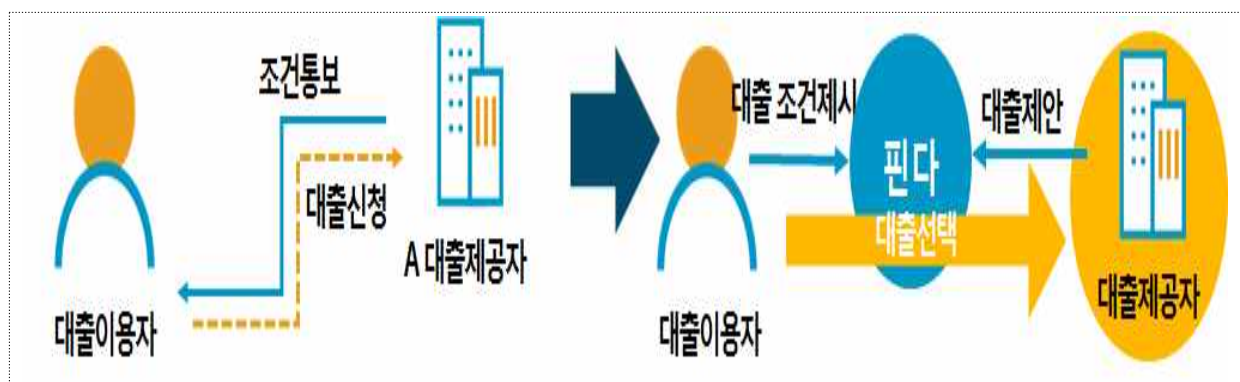 조건통보
대출신청
A 대출제공자
대출이용자
대출 조건제시
핀다
대출선택
대출제안
대출이용자
대출제공자